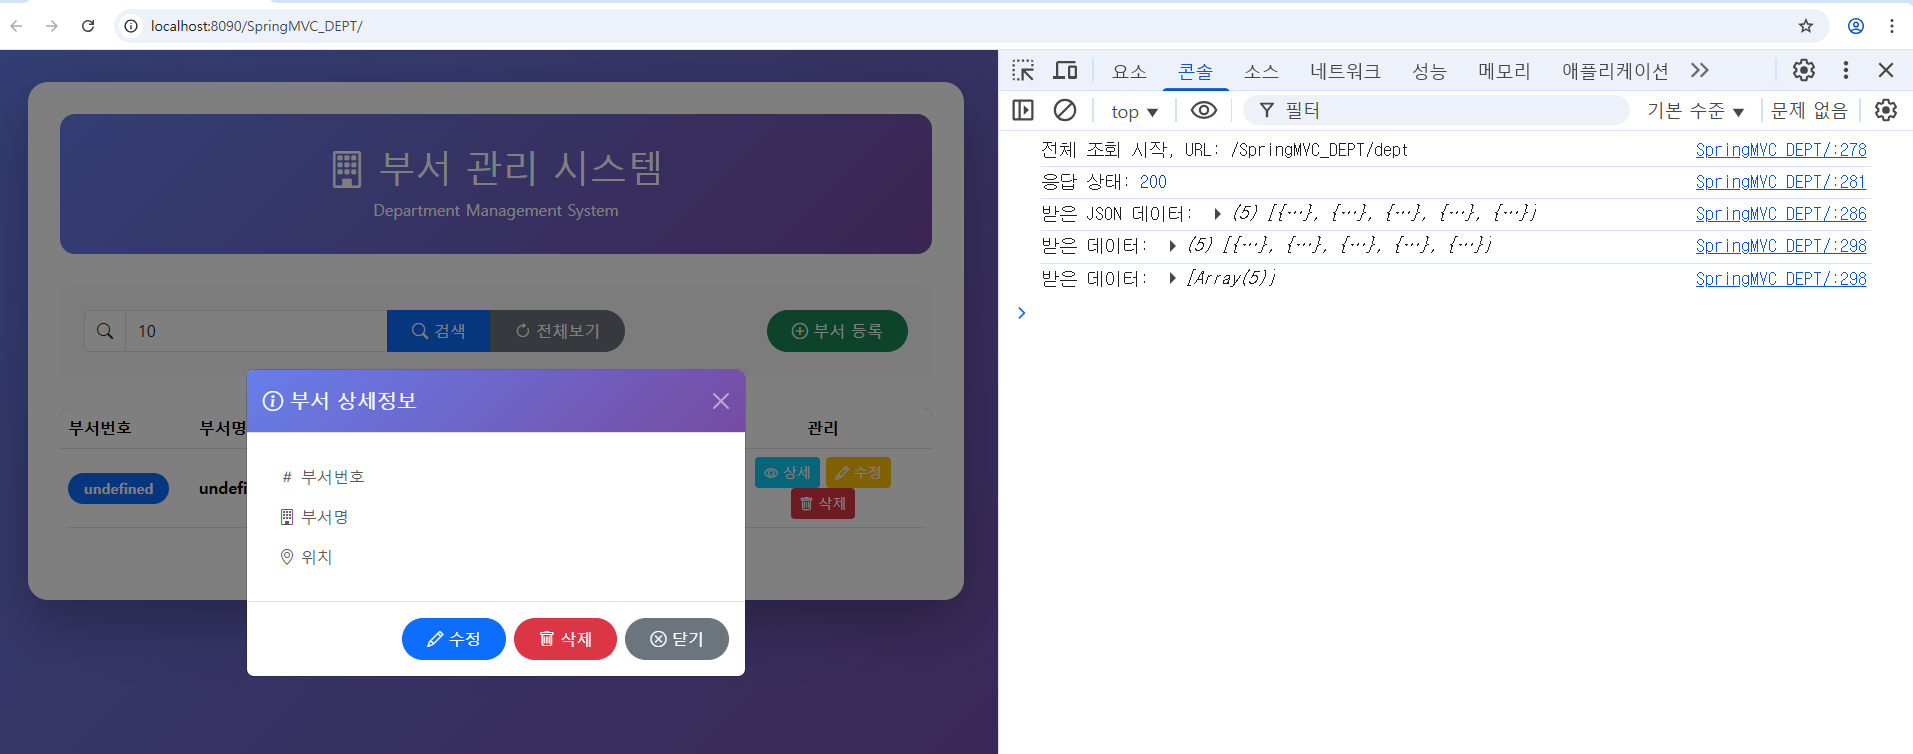 localhost:8090/SpringMVC_DEPT/
부서 관리 시스템
Department Management System
10
검색
전체보기
부서 등록
부서번호 부서명 관리
undefined undefi 상세 수정
삭제
부서 상세정보
# 부서번호
부서명
위치
수정 삭제 닫기
요소 콘솔 소스 네트워크 성능 메모리 애플리케이션
top ▼ 필터 기본 수준 ▼ 문제 없음
전체 조회 시작, URL: /SpringMVC_DEPT/dept SpringMVC_DEPT/:278
응답 상태: 200 SpringMVC_DEPT/:281
받은 JSON 데이터: ▶ (5) [{…}, {…}, {…}, {…}, {…}] SpringMVC_DEPT/:286
받은 데이터: ▶ (5) [{…}, {…}, {…}, {…}, {…}] SpringMVC_DEPT/:298
받은 데이터: ▶ [Array(5)] SpringMVC_DEPT/:298